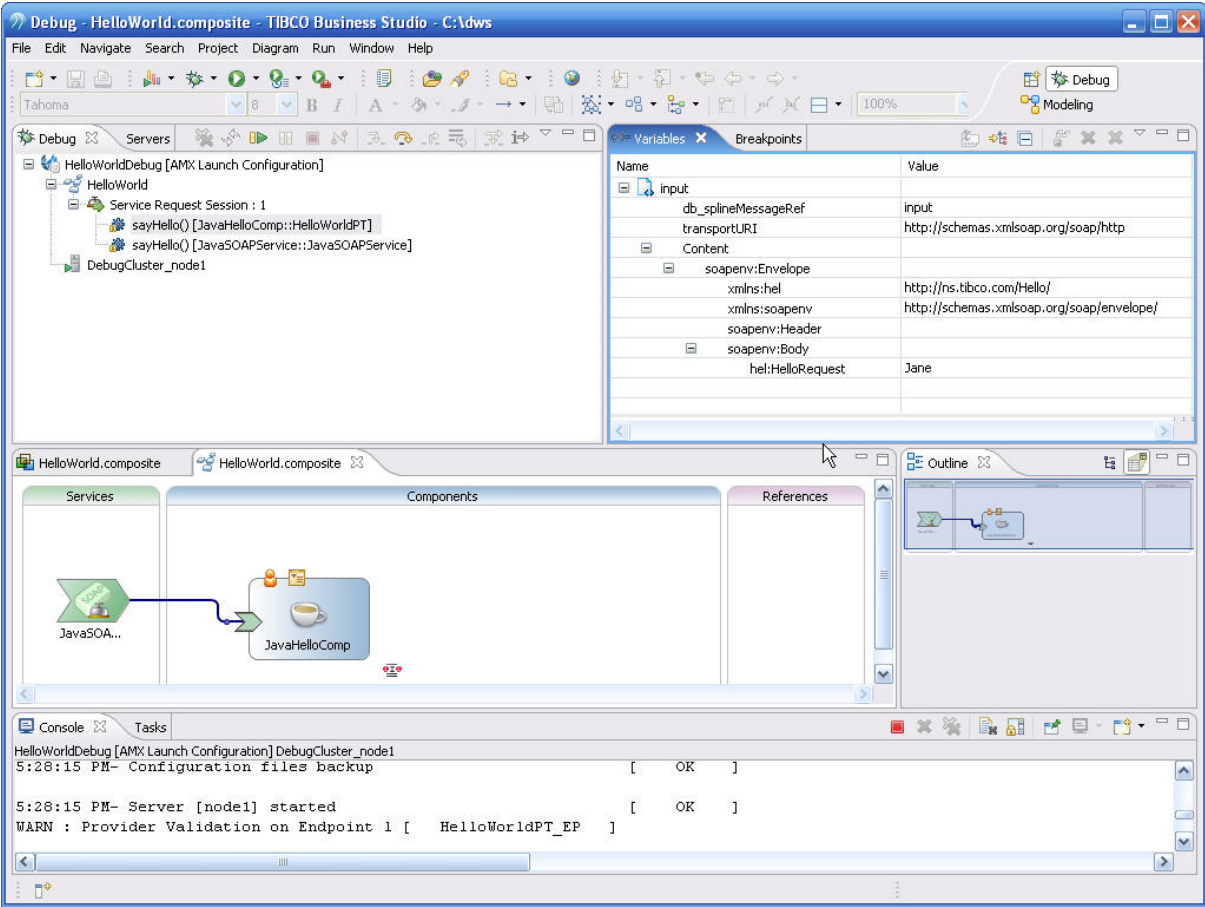 Debug - HelloWorld.composite - TIBCO Business Studio - C:\dws
File Edit Navigate Search Project Diagram Run Window Help
Debug
Tahoma 8 B I A 100% Modeling
Debug Servers
HelloWorldDebug [AMX Launch Configuration]
HelloWorld
Service Request Session : 1
sayHello() [JavaHelloComp::HelloWorldPT]
sayHello() [JavaSOAPService::JavaSOAPService]
DebugCluster_node1
Variables Breakpoints
Name Value
input
db_splineMessageRef input
transportURI http://schemas.xmlsoap.org/soap/http
Content
soapenv:Envelope
xmlns:hel http://ns.tibco.com/Hello/
xmlns:soapenv http://schemas.xmlsoap.org/soap/envelope/
soapenv:Header
soapenv:Body
hel:HelloRequest Jane
HelloWorld.composite HelloWorld.composite
Services Components References
SOAP
JavaSOA...
JavaHelloComp
Outline
Console Tasks
HelloWorldDebug [AMX Launch Configuration] DebugCluster_node1
5:28:15 PM- Configuration files backup [ OK ]
5:28:15 PM- Server [node1] started [ OK ]
WARN : Provider Validation on Endpoint 1 [ HelloWorldPT_EP ]